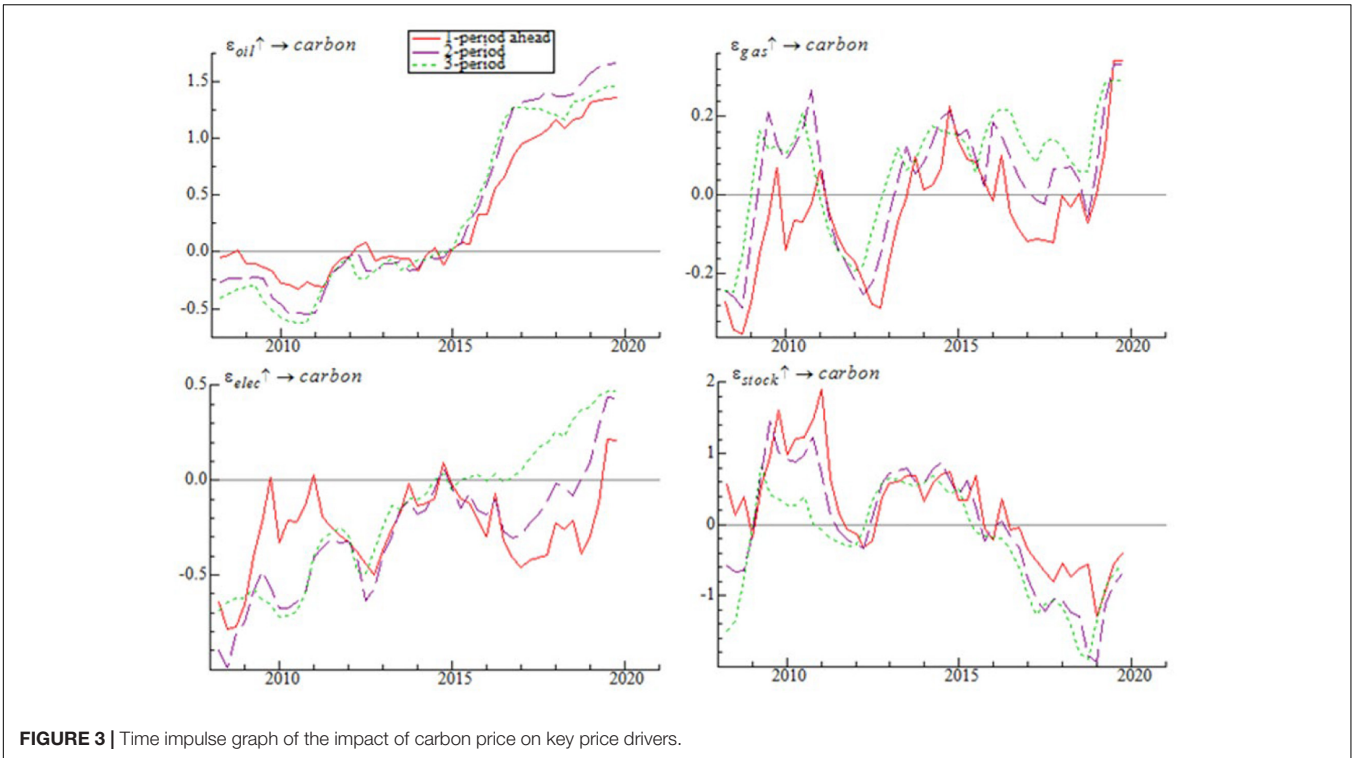 ε_oil↑ → carbon
1-period ahead
2-period
3-period
1.5
1.0
0.5
0.0
-0.5
2010 2015 2020
ε_gas↑ → carbon
0.2
0.0
-0.2
2010 2015 2020
ε_elec↑ → carbon
0.5
0.0
-0.5
2010 2015 2020
ε_stock↑ → carbon
2
1
0
-1
2010 2015 2020
FIGURE 3 | Time impulse graph of the impact of carbon price on key price drivers.